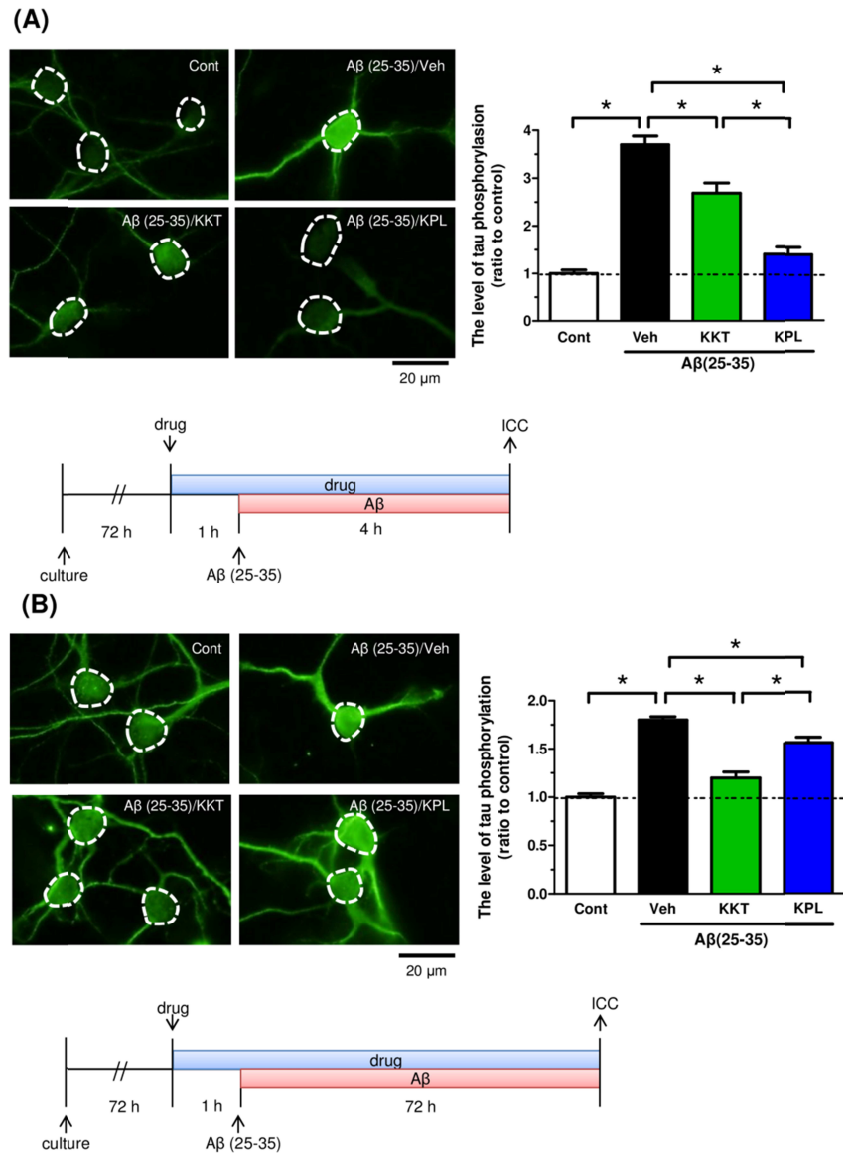 (A)
Cont
Aβ (25-35)/Veh
Aβ (25-35)/KKT
Aβ (25-35)/KPL
20 μm
The level of tau phosphorylasion
(ratio to control)
4
3
2
1
0
*
*
*
*
Cont
Veh
KKT
KPL
Aβ(25-35)
drug
ICC
drug
Aβ
72 h
1 h
4 h
culture
Aβ (25-35)
(B)
Cont
Aβ (25-35)/Veh
Aβ (25-35)/KKT
Aβ (25-35)/KPL
20 μm
The level of tau phosphorylation
(ratio to control)
2.0
1.5
1.0
0.5
0.0
*
*
*
*
Cont
Veh
KKT
KPL
Aβ(25-35)
drug
ICC
drug
Aβ
72 h
1 h
72 h
culture
Aβ (25-35)